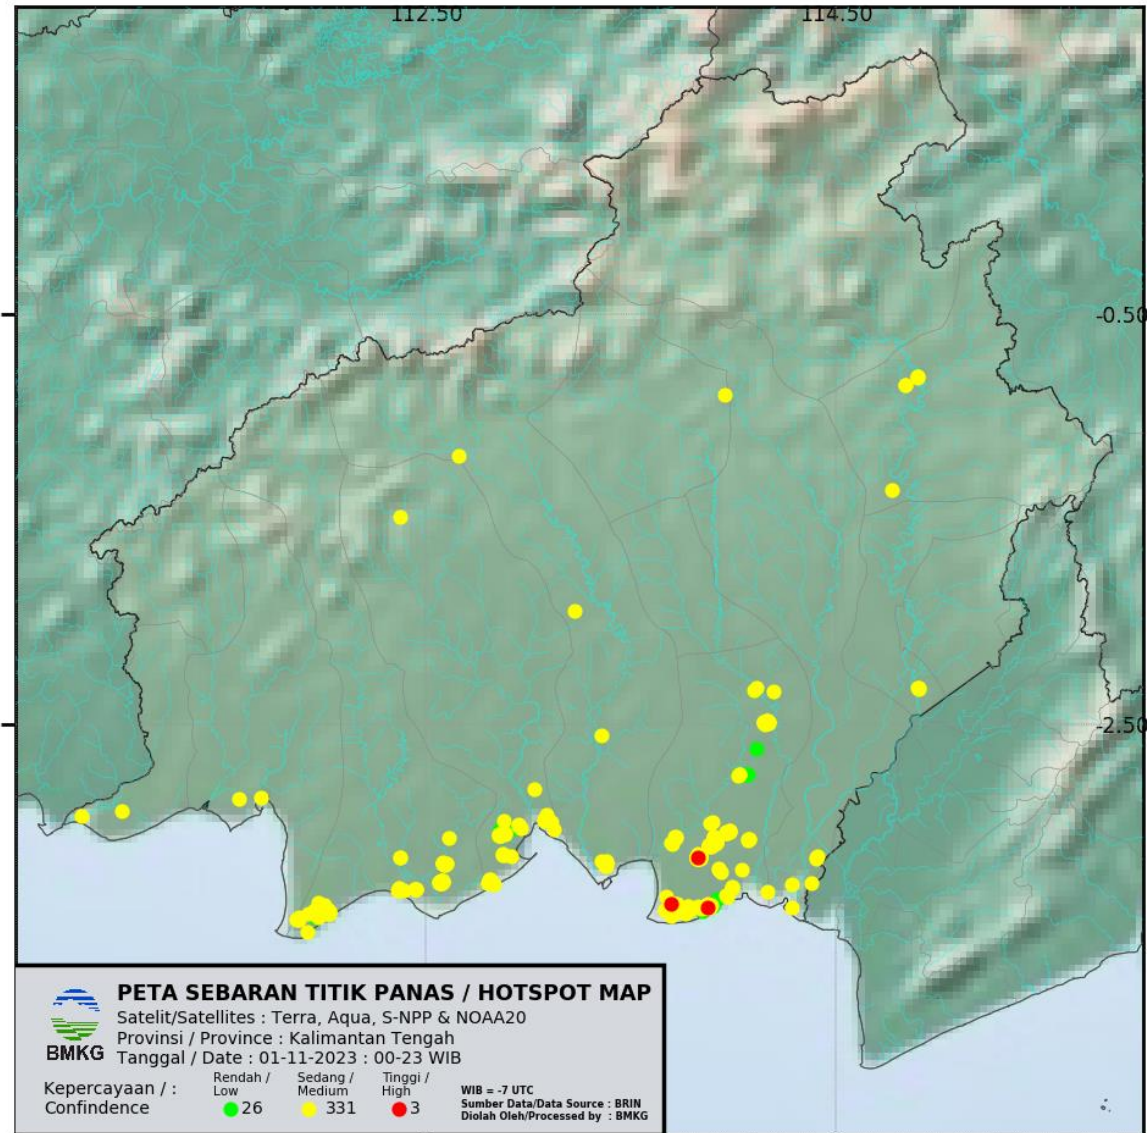 112.50
114.50
-0.50
-2.50
PETA SEBARAN TITIK PANAS / HOTSPOT MAP
Satelit/Satellites : Terra, Aqua, S-NPP & NOAA20
Provinsi / Province : Kalimantan Tengah
Tanggal / Date : 01-11-2023 : 00-23 WIB
BMKG
Kepercayaan / :
Confindence
Rendah /
Low
26
Sedang /
Medium
331
Tinggi /
High
3
WIB = -7 UTC
Sumber Data/Data Source : BRIN
Diolah Oleh/Processed by : BMKG